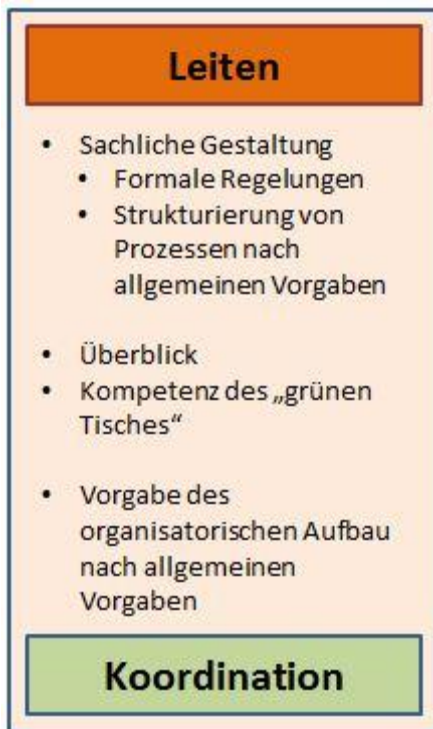 Leiten
• Sachliche Gestaltung
• Formale Regelungen
• Strukturierung von
Prozessen nach
allgemeinen Vorgaben
• Überblick
• Kompetenz des „grünen
Tisches“
• Vorgabe des
organisatorischen Aufbau
nach allgemeinen
Vorgaben
Koordination